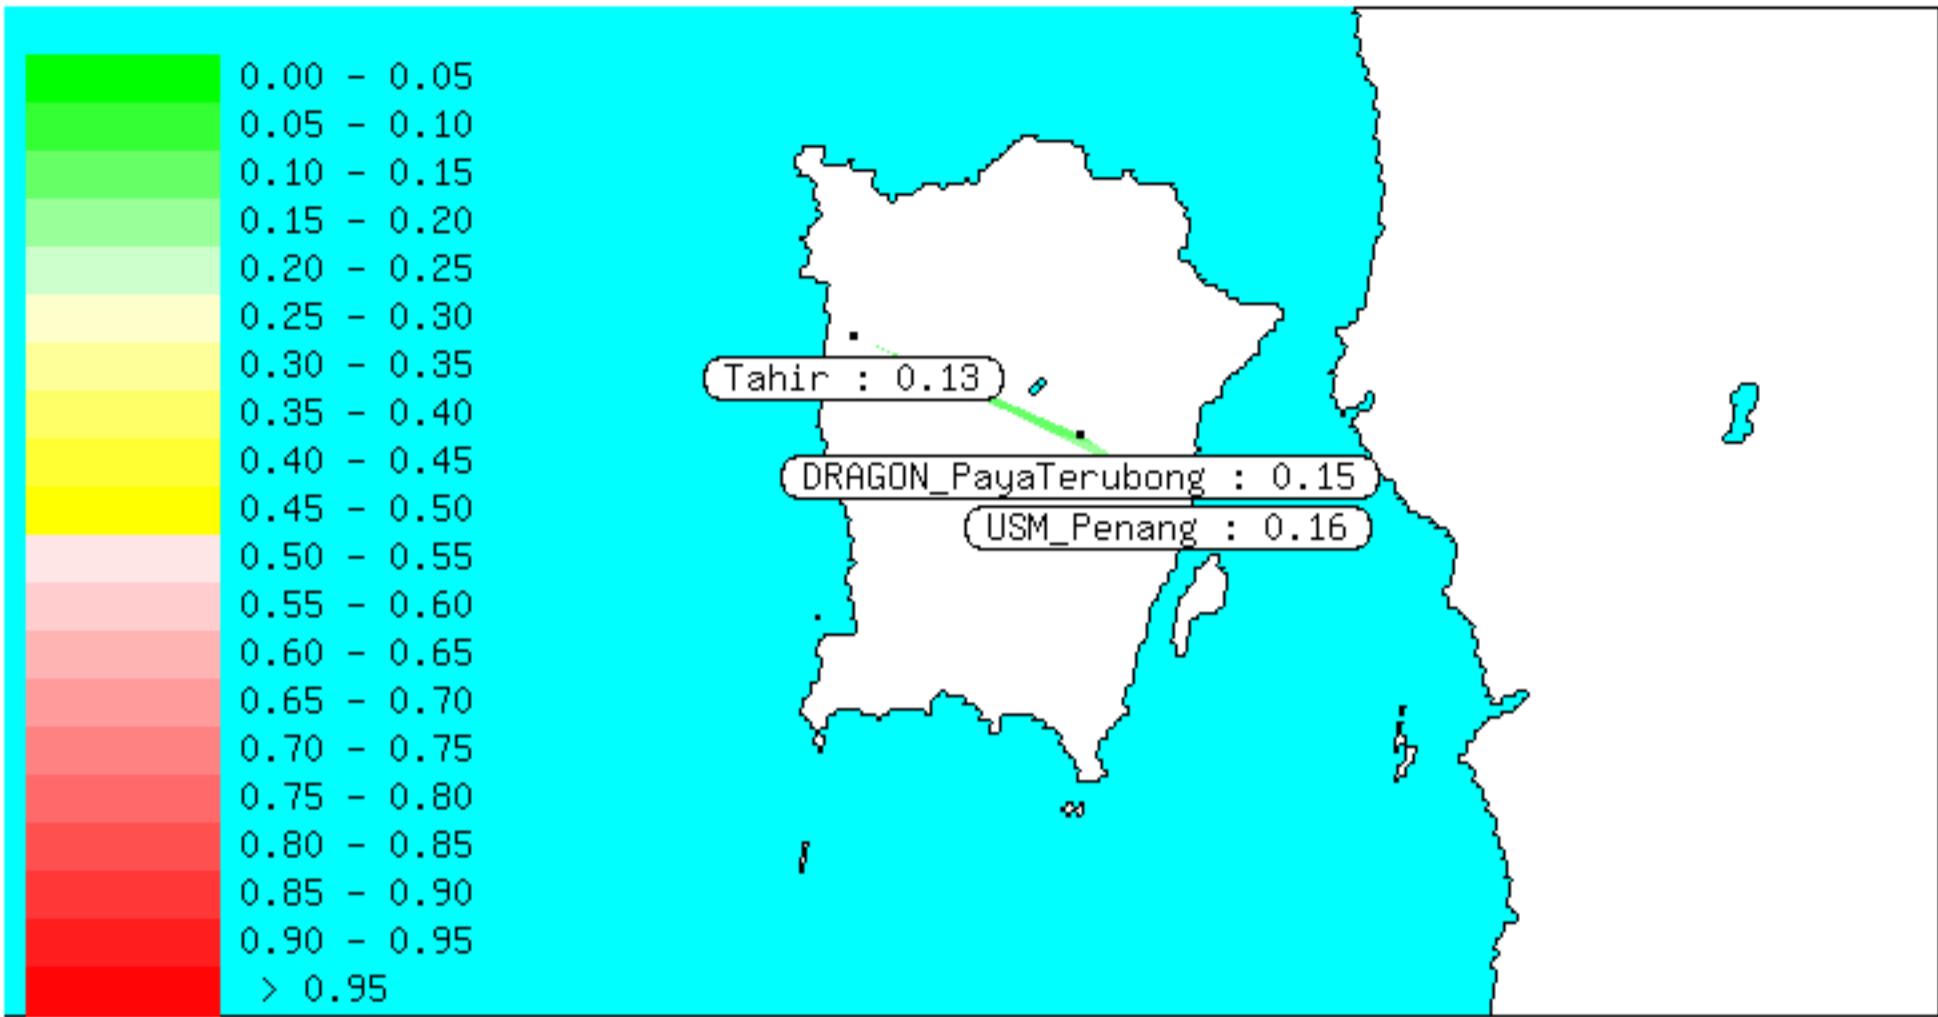 0.00 - 0.05
0.05 - 0.10
0.10 - 0.15
0.15 - 0.20
0.20 - 0.25
0.25 - 0.30
0.30 - 0.35
0.35 - 0.40
0.40 - 0.45
0.45 - 0.50
0.50 - 0.55
0.55 - 0.60
0.60 - 0.65
0.65 - 0.70
0.70 - 0.75
0.75 - 0.80
0.80 - 0.85
0.85 - 0.90
0.90 - 0.95
> 0.95
Tahir : 0.13
DRAGON_PayaTerubong : 0.15
USM_Penang : 0.16